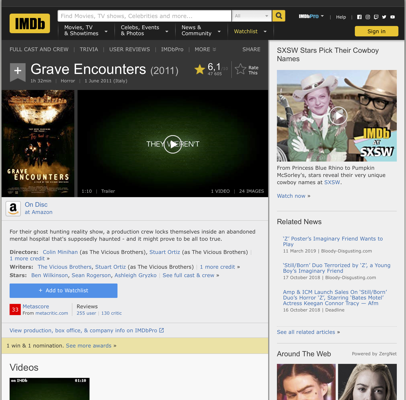 IMDb
Find Movies, TV shows, Celebrities and more...
All
IMDbPro
Help
Movies, TV & Showtimes
Celebs, Events & Photos
News & Community
Watchlist
Sign in
FULL CAST AND CREW | TRIVIA | USER REVIEWS | IMDbPro | MORE
SHARE
Grave Encounters (2011)
6,1
Rate This
1h 32min | Horror | 1 June 2011 (Italy)
GRAVE ENCOUNTERS
THEY WEREN'T
1:10 | Trailer
1 VIDEO | 24 IMAGES
On Disc
at Amazon
For their ghost hunting reality show, a production crew locks themselves inside an abandoned
mental hospital that's supposedly haunted - and it might prove to be all too true.
Directors: Colin Minihan (as The Vicious Brothers), Stuart Ortiz (as The Vicious Brothers) |
1 more credit »
Writers: The Vicious Brothers, Stuart Ortiz (as The Vicious Brothers) | 1 more credit »
Stars: Ben Wilkinson, Sean Rogerson, Ashleigh Gryzko | See full cast & crew »
+ Add to Watchlist
33
Metascore
From metacritic.com
Reviews
255 user | 130 critic
View production, box office, & company info on IMDbPro
1 win & 1 nomination. See more awards »
Videos
on IMDb
01:10
SXSW Stars Pick Their Cowboy
Names
IMDb
AT
SXSW
From Princess Blue Rhino to Pumpkin
McSorley's, stars reveal their very
unique cowboy names at SXSW.
Watch now »
Related News
'Z' Poster's Imaginary Friend Wants to
Play
11 March 2019 | Bloody-Disgusting.com
'Still/Born' Duo Terrorized by 'Z', a Young
Boy's Imaginary Friend
17 October 2018 | Bloody-Disgusting.com
Amp & ICM Launch Sales On 'Still/Born'
Duo's Horror 'Z', Starring 'Bates Motel'
Actress Keegan Connor Tracy — Afm
16 October 2018 | Deadline
See all related articles »
Around The Web
Powered by ZergNet